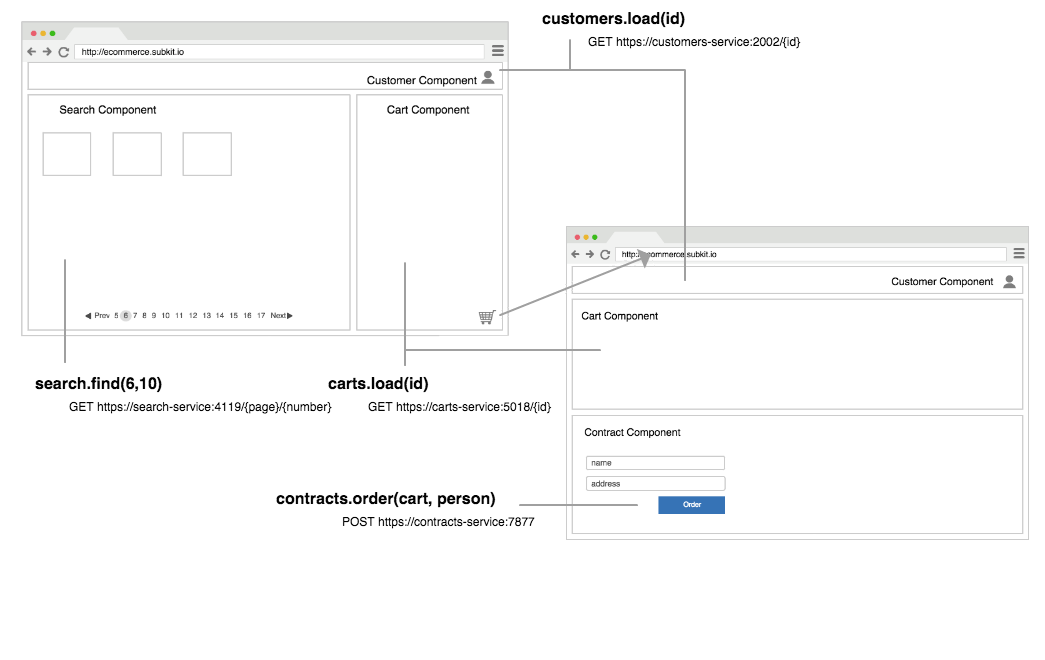 customers.load(id)
GET https://customers-service:2002/{id}
http://ecommerce.subkit.io
Customer Component
Search Component
Cart Component
Prev 5 6 7 8 9 10 11 12 13 14 15 16 17 Next
search.find(6,10)
GET https://search-service:4119/{page}/{number}
carts.load(id)
GET https://carts-service:5018/{id}
http://ecommerce.subkit.io
Customer Component
Cart Component
Contract Component
name
address
Order
contracts.order(cart, person)
POST https://contracts-service:7877